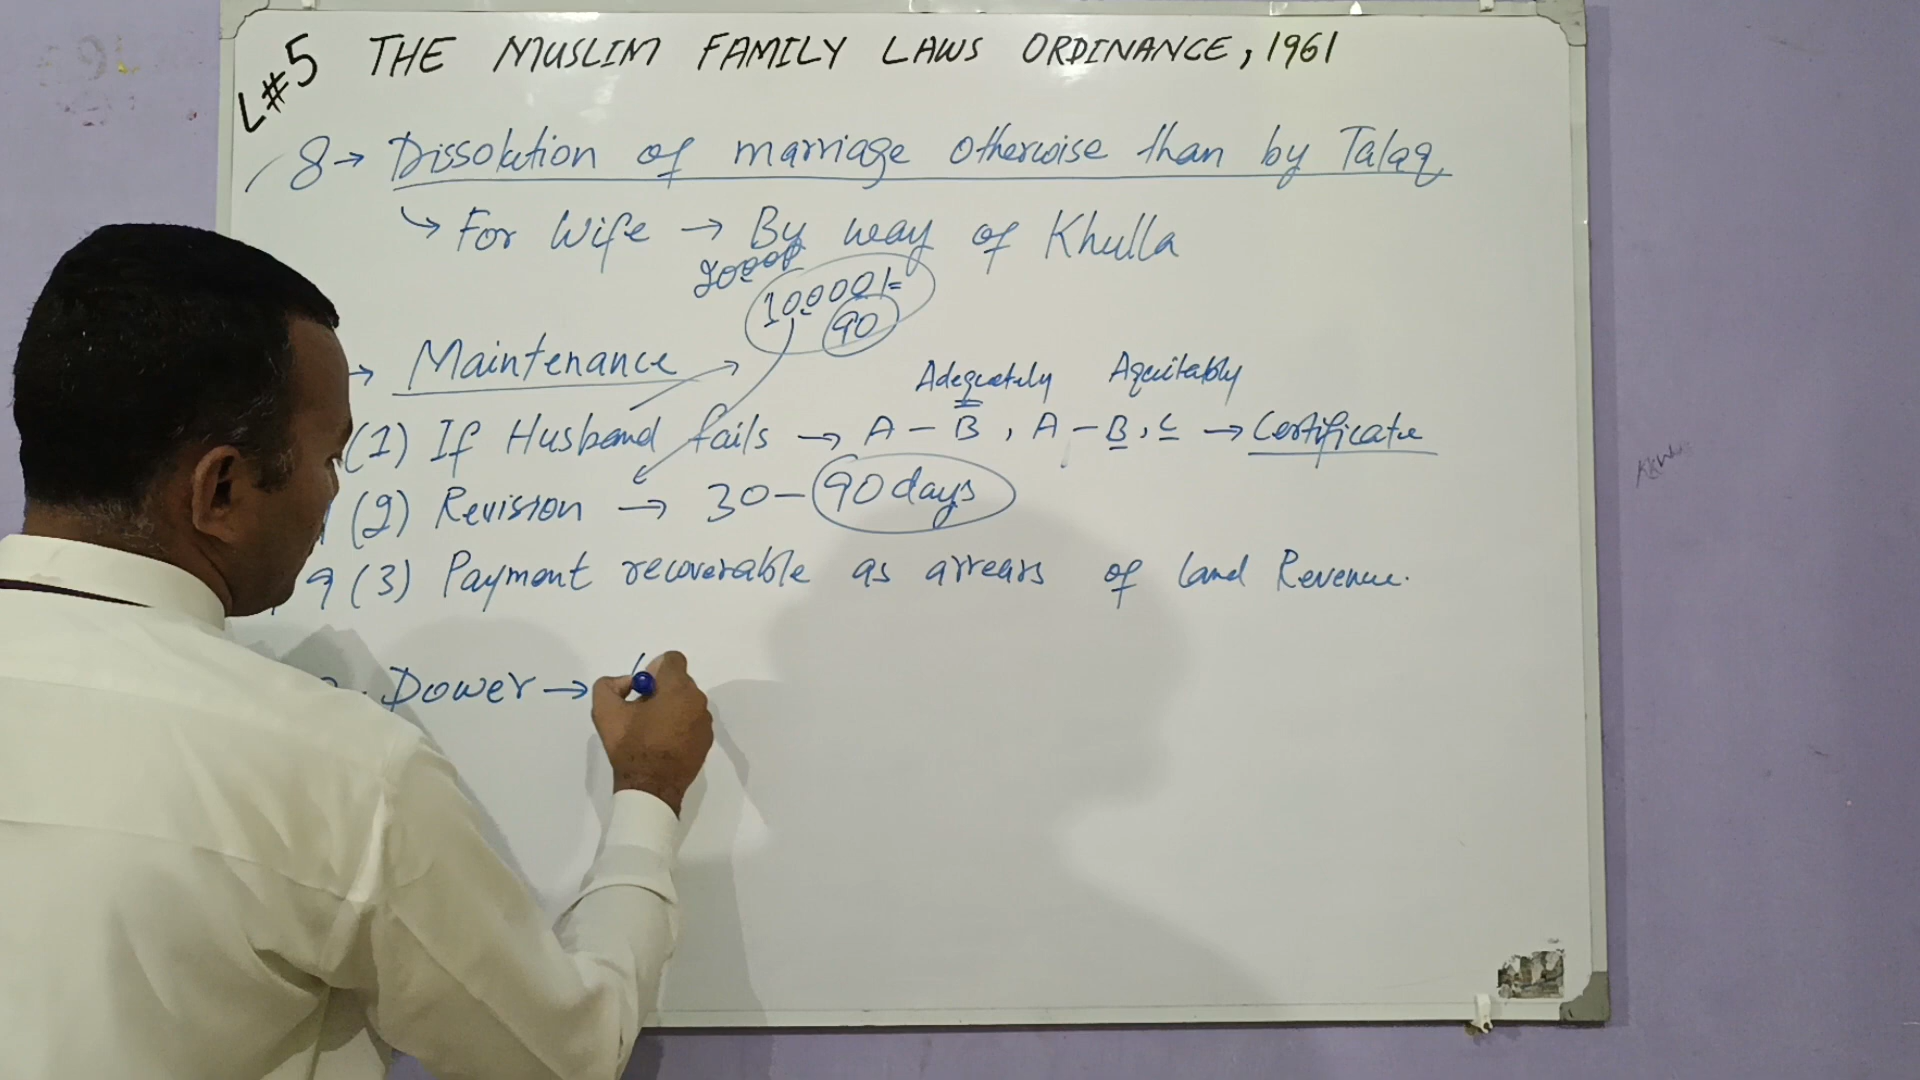 L#5 THE MUSLIM FAMILY LAWS ORDINANCE, 1961
8→ Dissolution of marriage otherwise than by Talaq
↳ For Wife → By way of Khulla
10000/=
90
→ Maintenance →
Adequately Aquitably
(1) If Husband fails → A – B, A – B, C → Certificate
(2) Revision → 30 – 90 days
9 (3) Payment recoverable as arrears of land Revenue.
Dower →